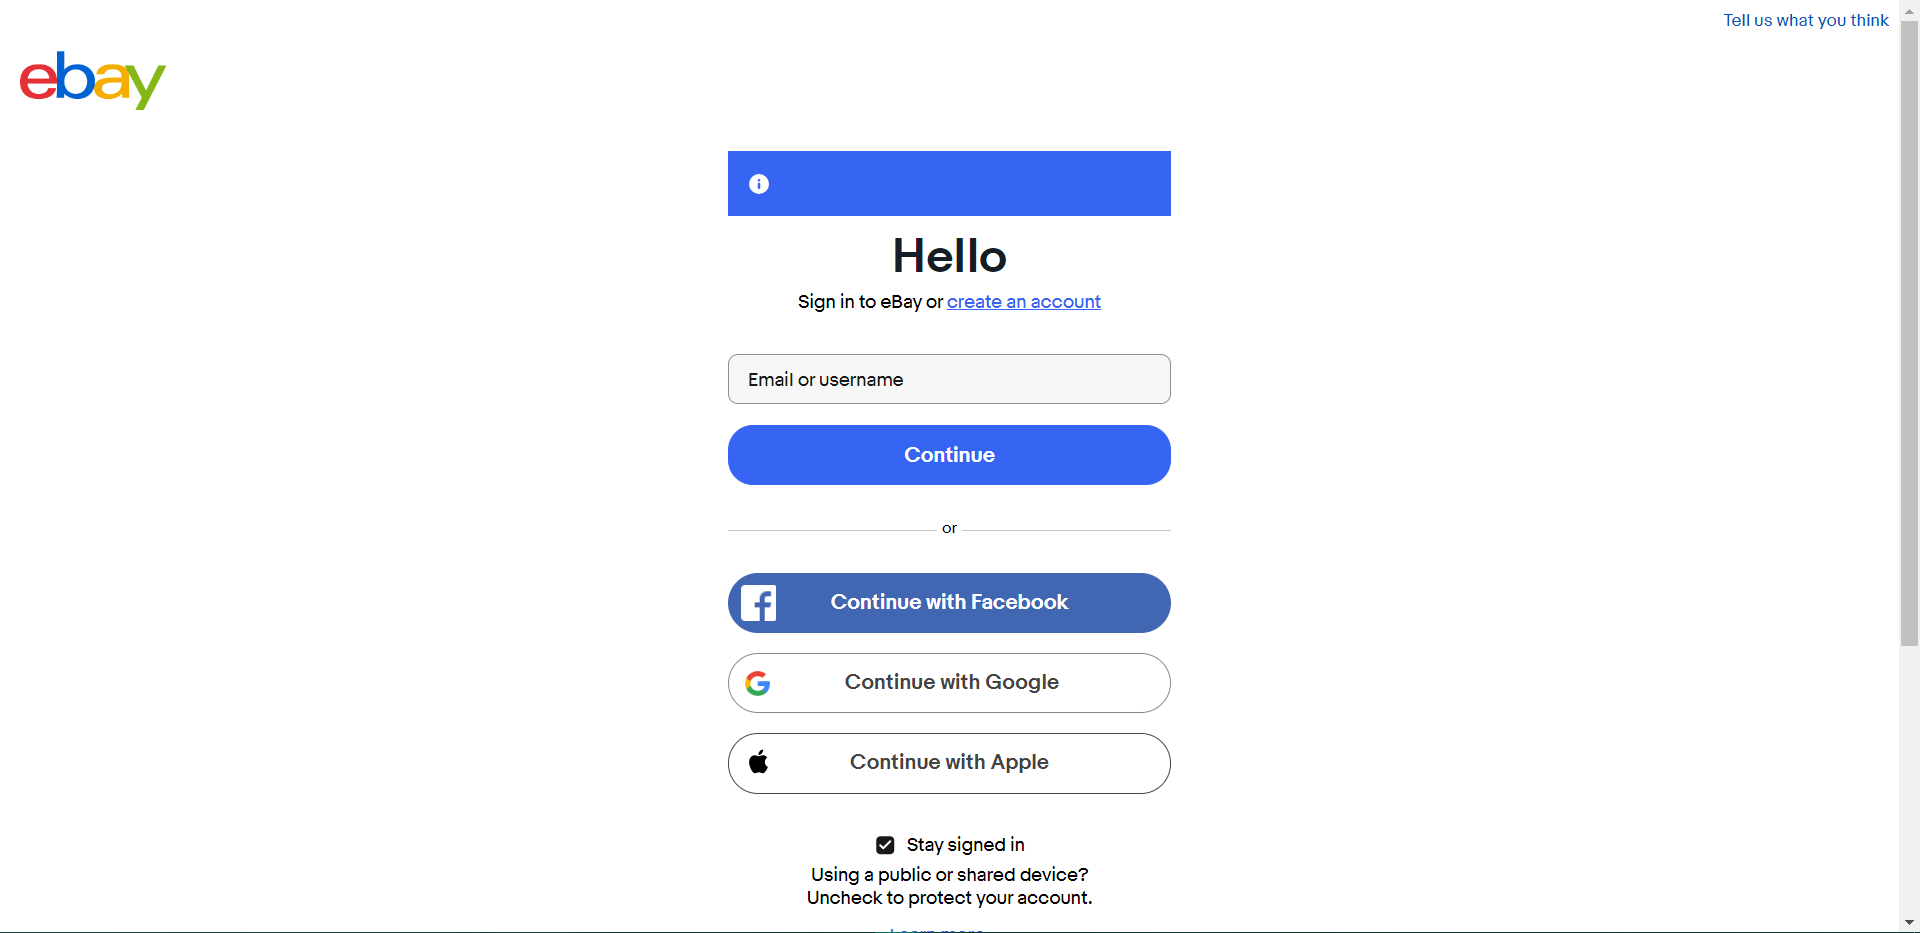 Tell us what you think
ebay
Hello
Sign in to eBay or create an account
Email or username
Continue
or
Continue with Facebook
Continue with Google
Continue with Apple
Stay signed in
Using a public or shared device?
Uncheck to protect your account.
Learn more